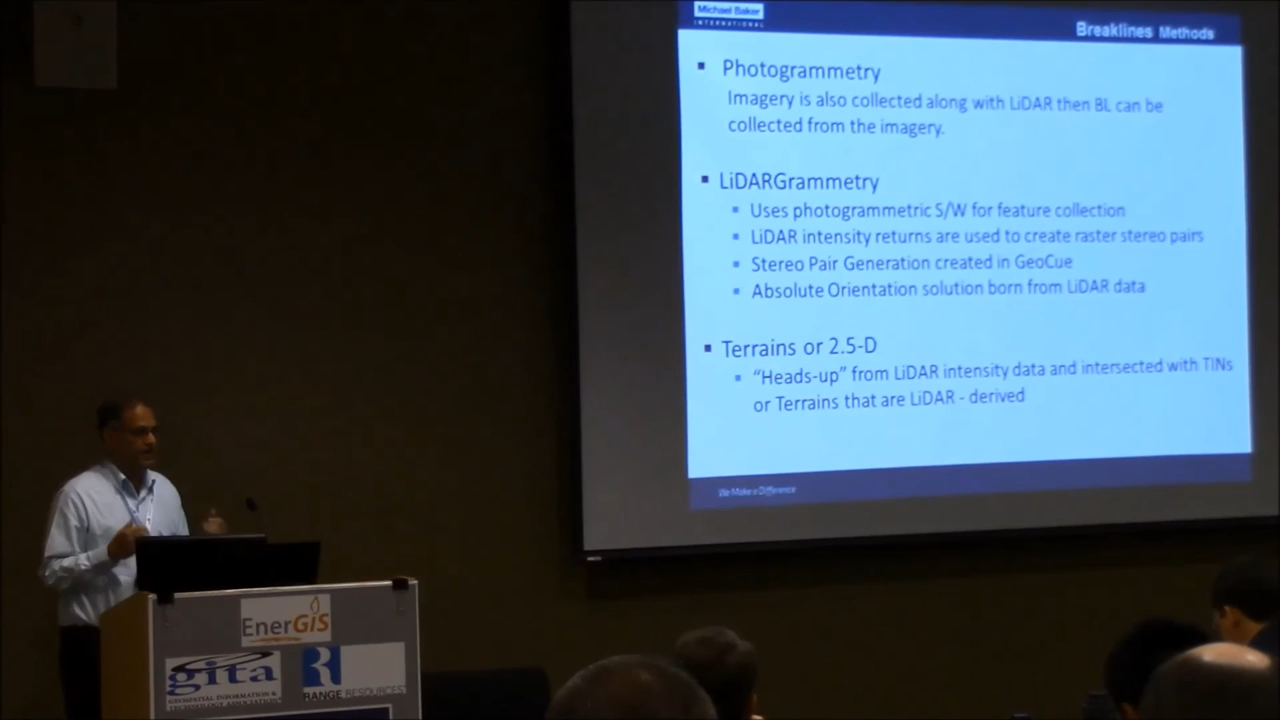 Michael Baker
INTERNATIONAL
Breaklines Methods
Photogrammetry
Imagery is also collected along with LiDAR then BL can be
collected from the imagery.
LiDARGrammetry
Uses photogrammetric S/W for feature collection
LiDAR intensity returns are used to create raster stereo pairs
Stereo Pair Generation created in GeoCue
Absolute Orientation solution born from LiDAR data
Terrains or 2.5-D
"Heads-up" from LiDAR intensity data and intersected with TINs
or Terrains that are LiDAR - derived
We Make a Difference
EnerGIS
gita
GEOSPATIAL INFORMATION &
TECHNOLOGY ASSOCIATION
R
RANGE RESOURCES